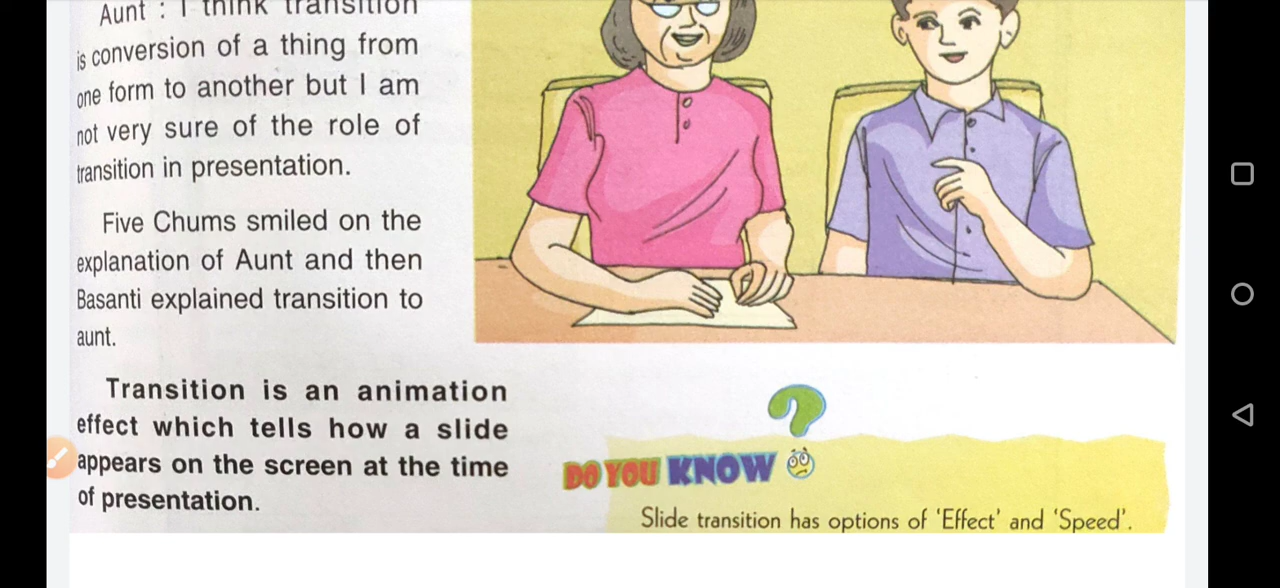 Aunt : I think transition
is conversion of a thing from
one form to another but I am
not very sure of the role of
transition in presentation.
Five Chums smiled on the
explanation of Aunt and then
Basanti explained transition to
aunt.
Transition is an animation
effect which tells how a slide
appears on the screen at the time
of presentation.
?
DO YOU KNOW
Slide transition has options of 'Effect' and 'Speed'.